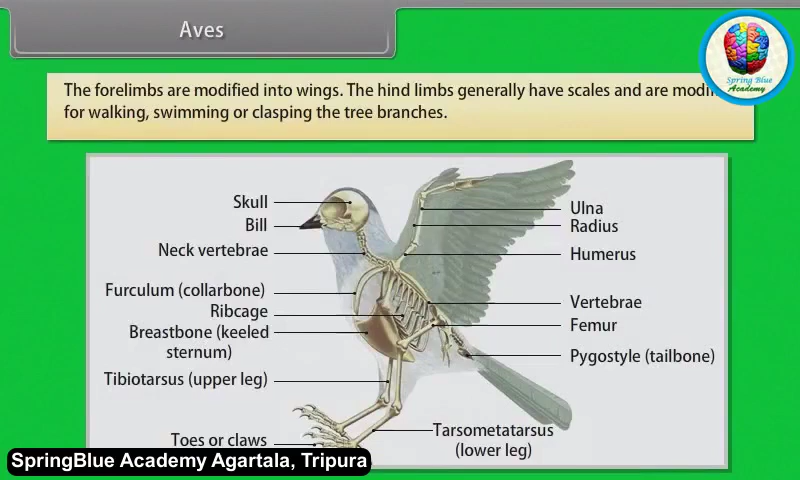 Aves
Spring Blue
Academy
The forelimbs are modified into wings. The hind limbs generally have scales and are
for walking, swimming or clasping the tree branches.
Skull
Bill
Neck vertebrae
Furculum (collarbone)
Ribcage
Breastbone (keeled
sternum)
Tibiotarsus (upper leg)
Toes or claws
Ulna
Radius
Humerus
Vertebrae
Femur
Pygostyle (tailbone)
Tarsometatarsus
(lower leg)
SpringBlue Academy Agartala, Tripura